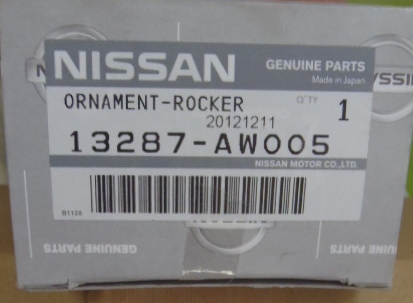 NISSAN
GENUINE PARTS
Made in Japan
ORNAMENT-ROCKER
Q'TY 1
20121211
13287-AW005
NISSAN MOTOR CO.,LTD.
B1120
NISSAN
GENUINE PARTS
GENUINE PARTS